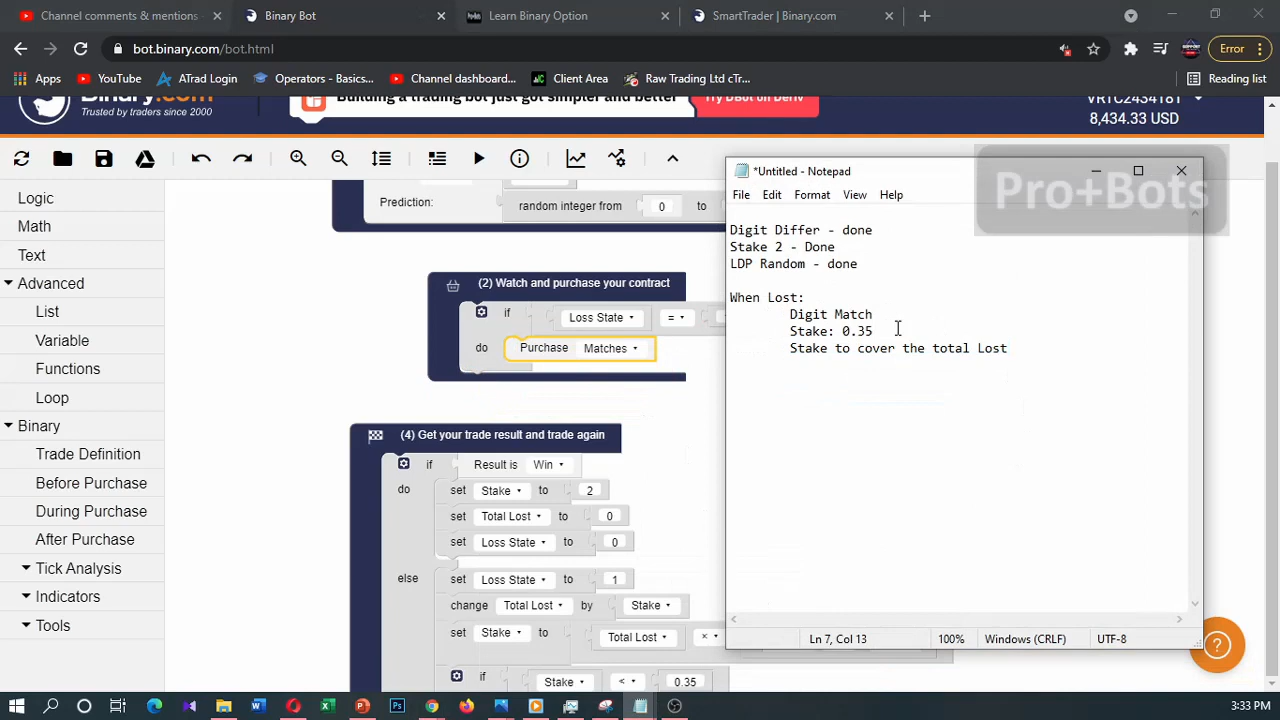 Channel comments & mentions -
Binary Bot
Learn Binary Option
SmartTrader | Binary.com
bot.binary.com/bot.html
Error
Apps
YouTube
ATrad Login
Operators - Basics...
Channel dashboard...
Client Area
Raw Trading Ltd cTr...
Reading list
Binary.com
Trusted by traders since 2000
Building a trading bot just got simpler and better
Try DBot on Deriv
VRTC2434181
8,434.33 USD
Logic
Math
Text
Advanced
List
Variable
Functions
Loop
Binary
Trade Definition
Before Purchase
During Purchase
After Purchase
Tick Analysis
Indicators
Tools
Prediction:
random integer from
0
to
(2) Watch and purchase your contract
if
Loss State
=
do
Purchase
Matches
(4) Get your trade result and trade again
if
Result is
Win
do
set
Stake
to
2
set
Total Lost
to
0
set
Loss State
to
0
else
set
Loss State
to
1
change
Total Lost
by
Stake
set
Stake
to
Total Lost
×
if
Stake
<
0.35
*Untitled - Notepad
File
Edit
Format
View
Help
Pro+Bots
Digit Differ - done
Stake 2 - Done
LDP Random - done
When Lost:
Digit Match
Stake: 0.35
Stake to cover the total Lost
Ln 7, Col 13
100%
Windows (CRLF)
UTF-8
?
3:33 PM